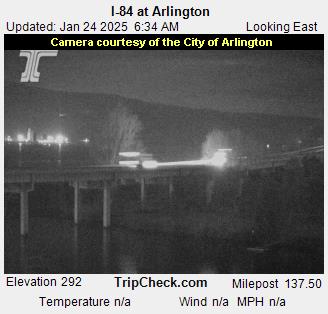 I-84 at Arlington
Updated: Jan 24 2025 6:34 AM Looking East
Camera courtesy of the City of Arlington
Elevation 292 TripCheck.com Milepost 137.50
Temperature n/a Wind n/a MPH n/a